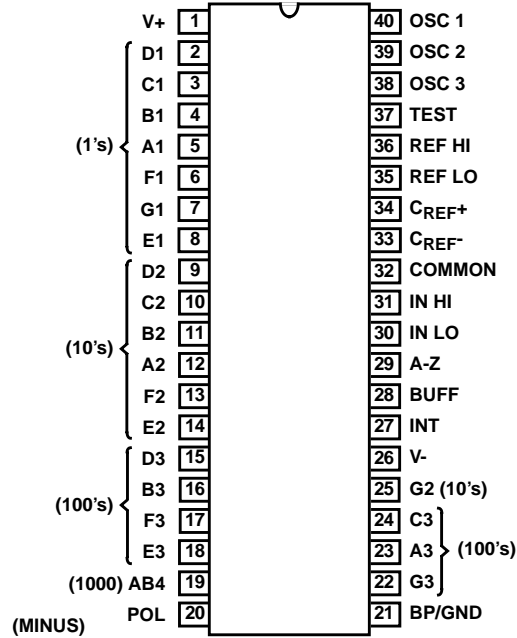 V+ 1 40 OSC 1
D1 2 39 OSC 2
C1 3 38 OSC 3
B1 4 37 TEST
(1's) A1 5 36 REF HI
F1 6 35 REF LO
G1 7 34 CREF+
E1 8 33 CREF-
D2 9 32 COMMON
C2 10 31 IN HI
(10's) B2 11 30 IN LO
A2 12 29 A-Z
F2 13 28 BUFF
E2 14 27 INT
D3 15 26 V-
(100's) B3 16 25 G2 (10's)
F3 17 24 C3
E3 18 23 A3 (100's)
(1000) AB4 19 22 G3
(MINUS) POL 20 21 BP/GND